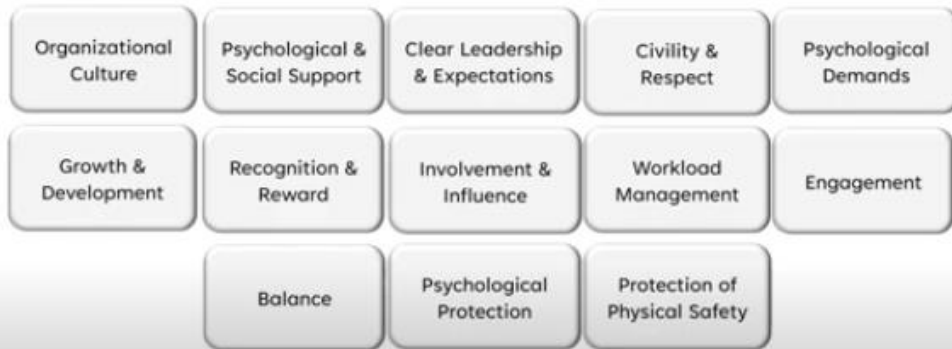 Organizational
Culture
Psychological &
Social Support
Clear Leadership
& Expectations
Civility &
Respect
Psychological
Demands
Growth &
Development
Recognition &
Reward
Involvement &
Influence
Workload
Management
Engagement
Balance
Psychological
Protection
Protection of
Physical Safety